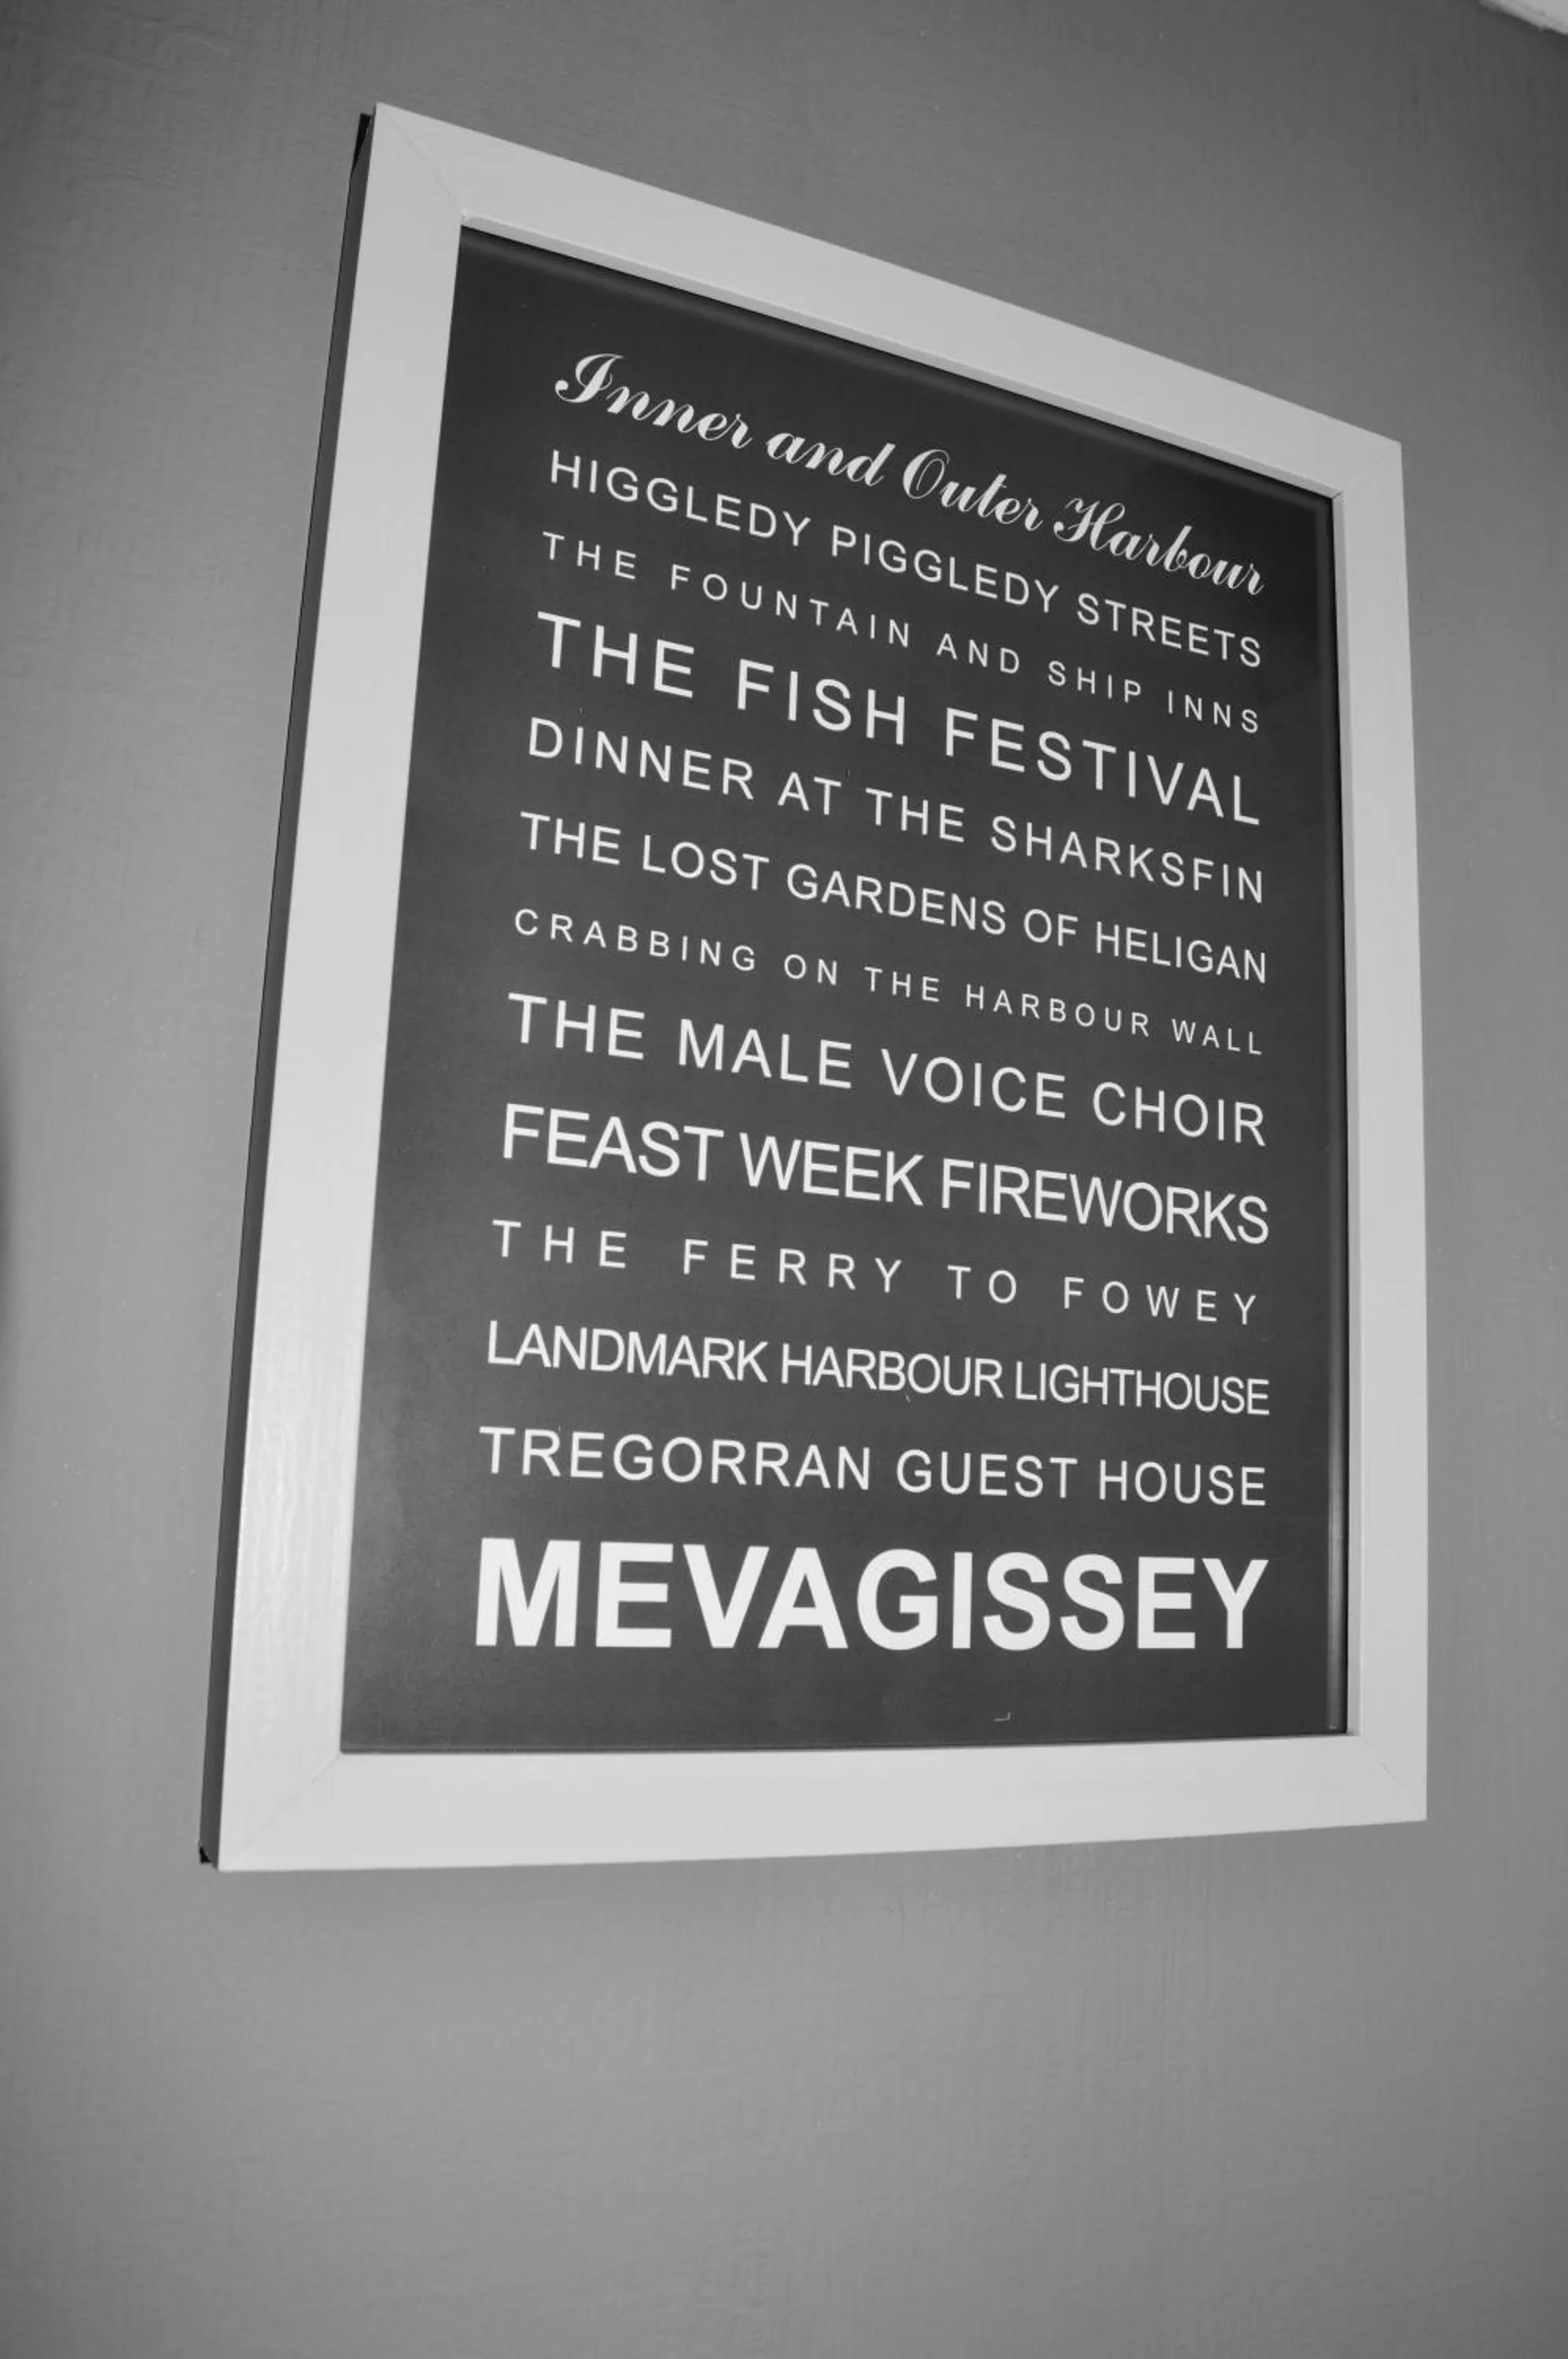 Inner and Outer Harbour
HIGGLEDY PIGGLEDY STREETS
THE FOUNTAIN AND SHIP INNS
THE FISH FESTIVAL
DINNER AT THE SHARKSFIN
THE LOST GARDENS OF HELIGAN
CRABBING ON THE HARBOUR WALL
THE MALE VOICE CHOIR
FEAST WEEK FIREWORKS
THE FERRY TO FOWEY
LANDMARK HARBOUR LIGHTHOUSE
TREGORRAN GUEST HOUSE
MEVAGISSEY